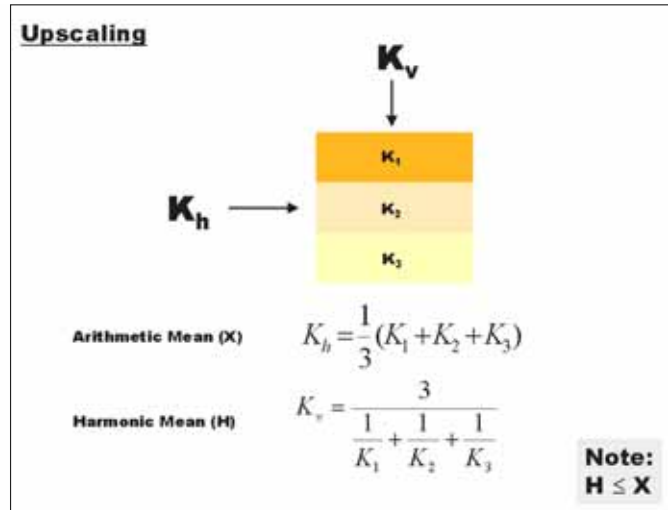 Upscaling
Kv
K1
Kh
K2
K3
Arithmetic Mean (X) Kh = 1/3 (K1 + K2 + K3)
Harmonic Mean (H) Kv = 3 / (1/K1 + 1/K2 + 1/K3)
Note:
H ≤ X